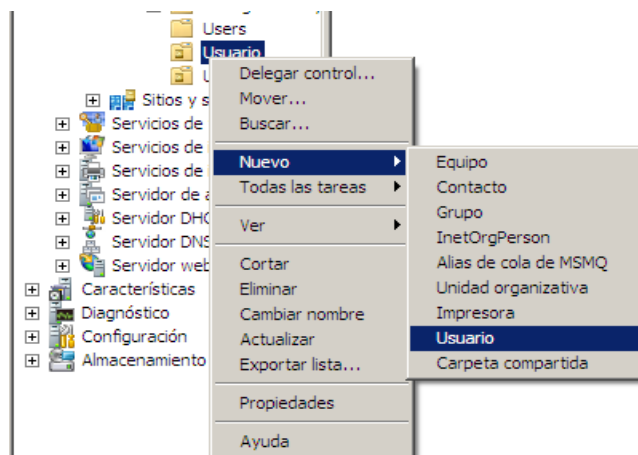 Users
Usuario
U
Sitios y s
Servicios de
Servicios de
Servicios de
Servidor de a
Servidor DHC
Servidor DNS
Servidor web
Características
Diagnóstico
Configuración
Almacenamiento
Delegar control...
Mover...
Buscar...
Nuevo
Todas las tareas
Ver
Cortar
Eliminar
Cambiar nombre
Actualizar
Exportar lista...
Propiedades
Ayuda
Equipo
Contacto
Grupo
InetOrgPerson
Alias de cola de MSMQ
Unidad organizativa
Impresora
Usuario
Carpeta compartida